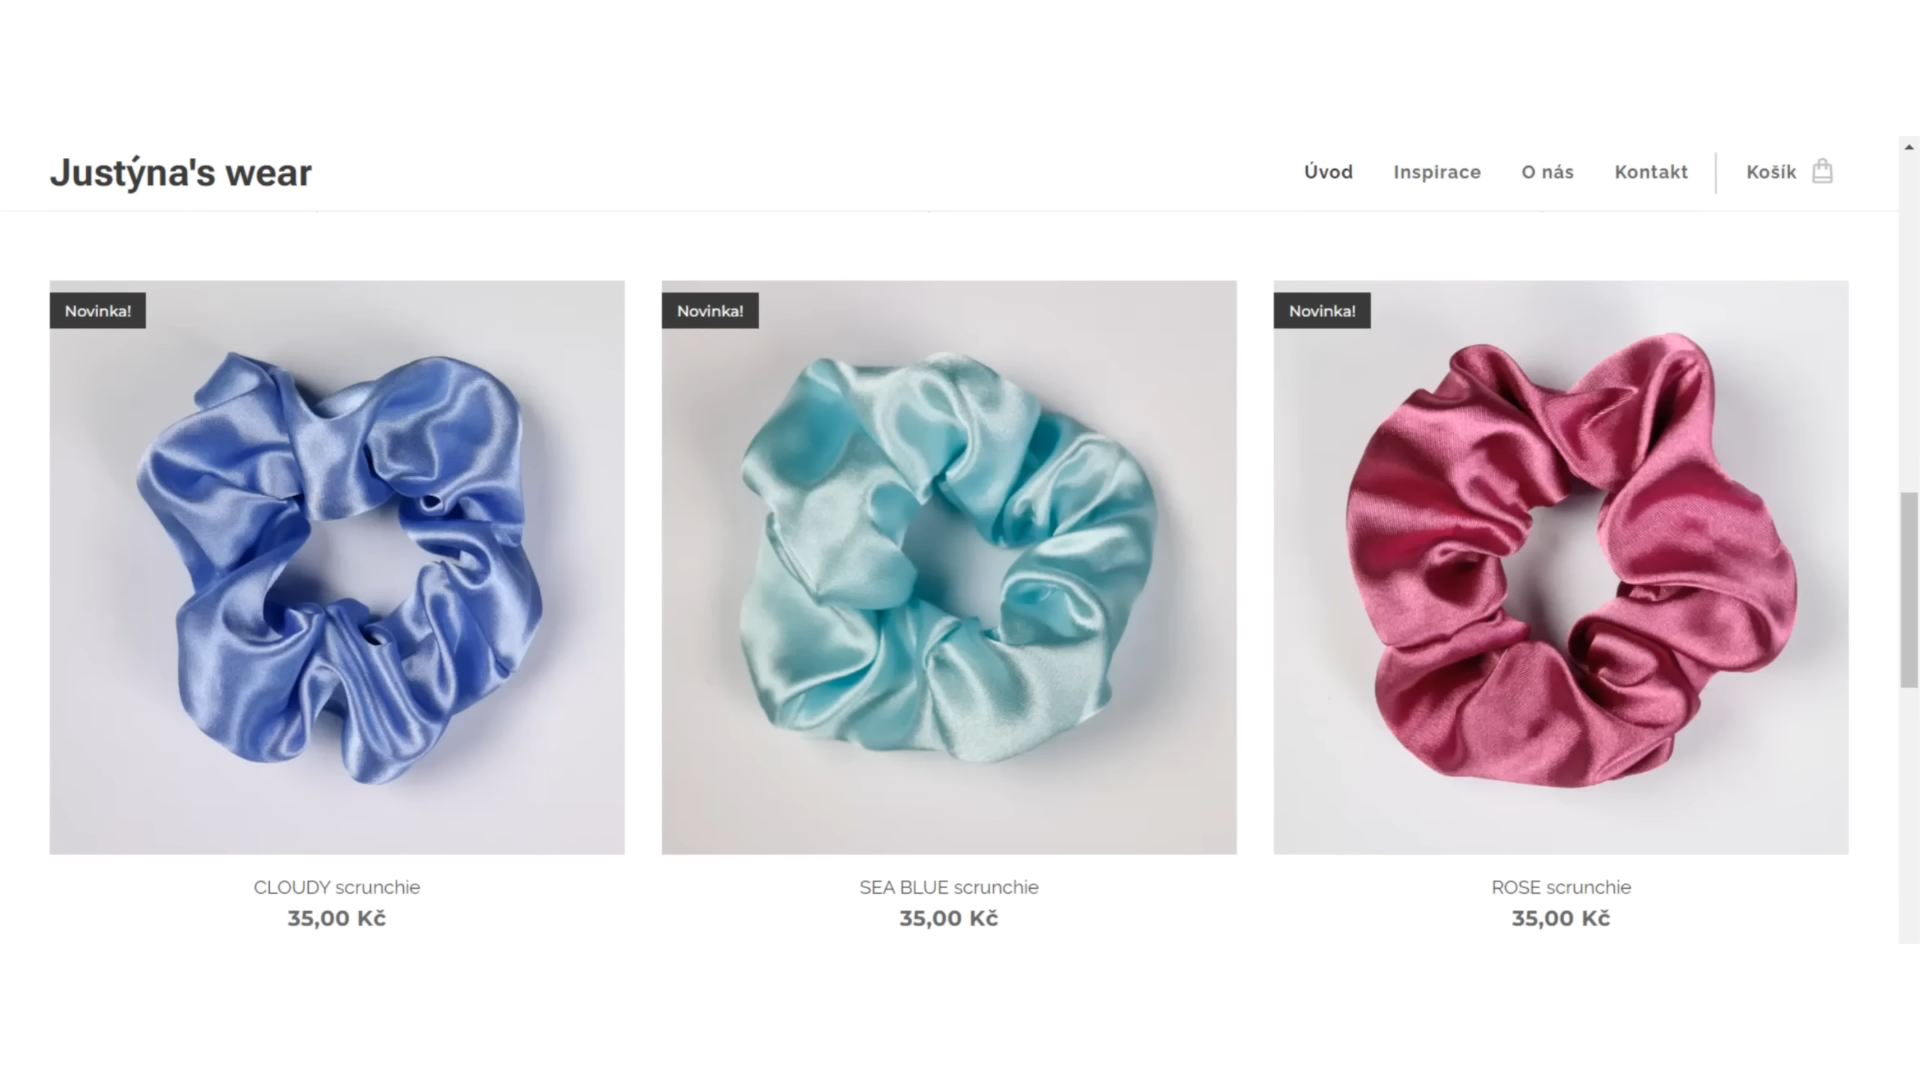 Justýna's wear
Úvod Inspirace O nás Kontakt Košík
Novinka! Novinka! Novinka!
CLOUDY scrunchie SEA BLUE scrunchie ROSE scrunchie
35,00 Kč 35,00 Kč 35,00 Kč